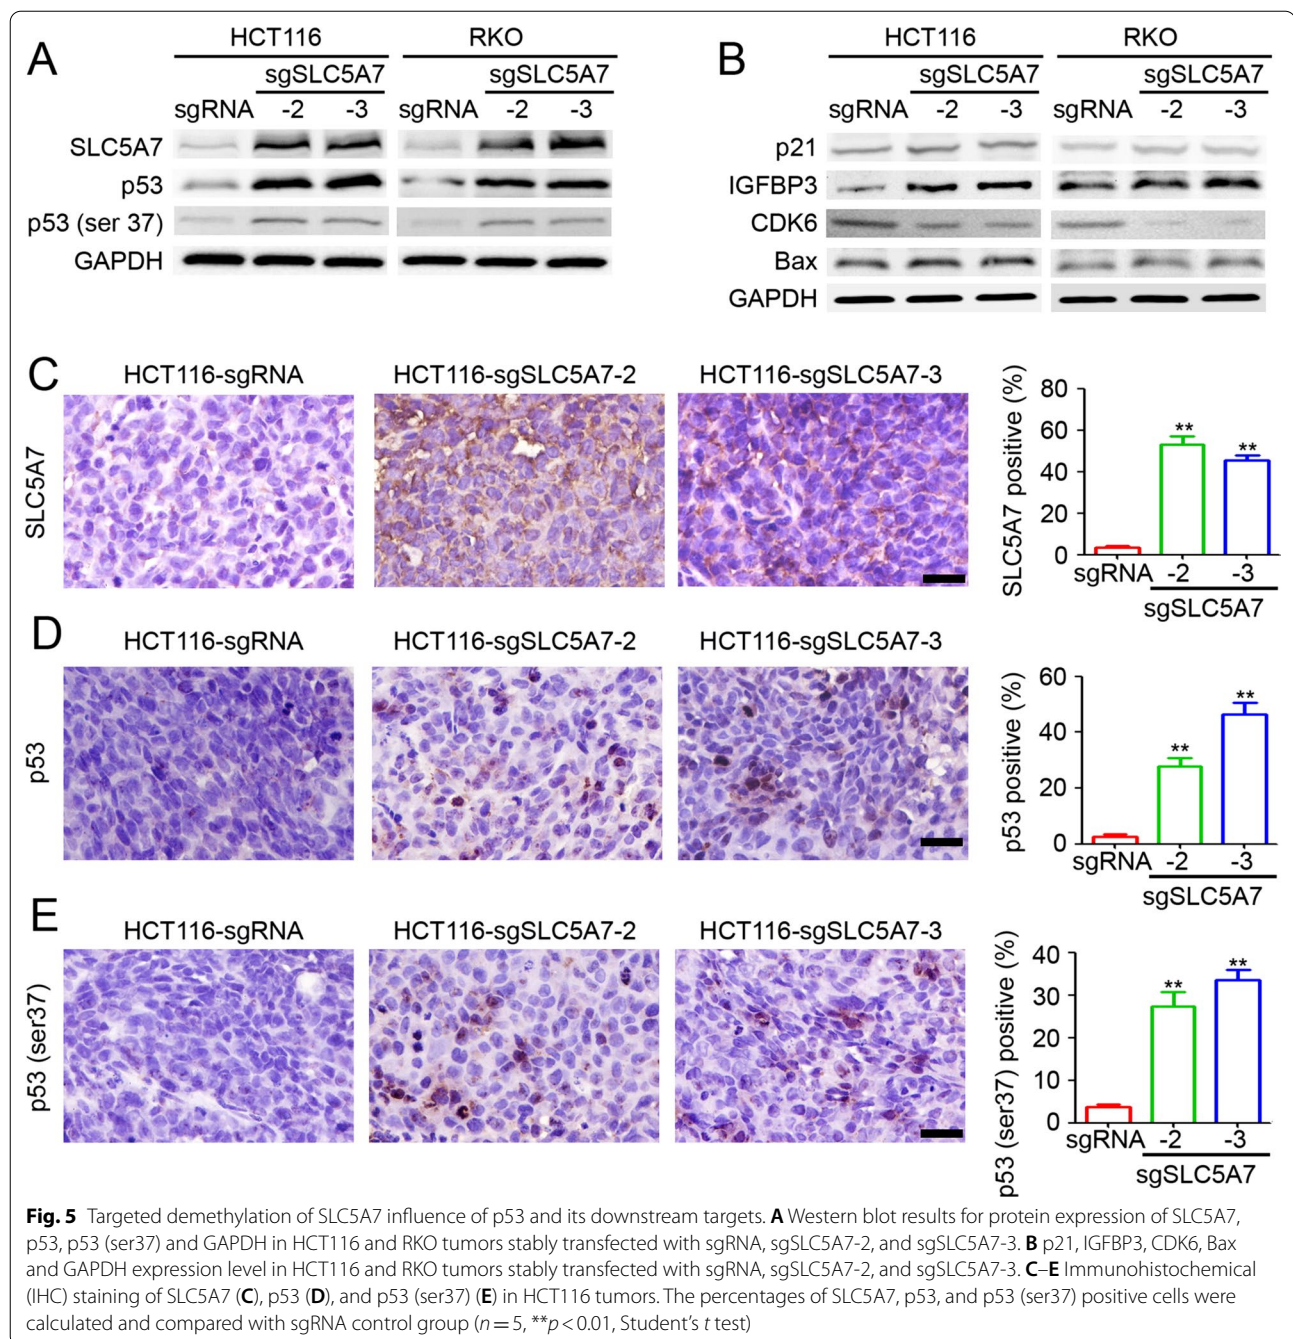 A
HCT116 RKO
sgSLC5A7 sgSLC5A7
sgRNA -2 -3 sgRNA -2 -3
SLC5A7
p53
p53 (ser 37)
GAPDH
B
HCT116 RKO
sgSLC5A7 sgSLC5A7
sgRNA -2 -3 sgRNA -2 -3
p21
IGFBP3
CDK6
Bax
GAPDH
C
HCT116-sgRNA HCT116-sgSLC5A7-2 HCT116-sgSLC5A7-3
SLC5A7
SLC5A7 positive (%)
80
60
40
20
0
** **
sgRNA -2 -3
sgSLC5A7
D
HCT116-sgRNA HCT116-sgSLC5A7-2 HCT116-sgSLC5A7-3
p53
p53 positive (%)
60
40
20
0
** **
sgRNA -2 -3
sgSLC5A7
E
HCT116-sgRNA HCT116-sgSLC5A7-2 HCT116-sgSLC5A7-3
p53 (ser37)
p53 (ser37) positive (%)
40
30
20
10
0
** **
sgRNA -2 -3
sgSLC5A7
Fig. 5 Targeted demethylation of SLC5A7 influence of p53 and its downstream targets. A Western blot results for protein expression of SLC5A7,
p53, p53 (ser37) and GAPDH in HCT116 and RKO tumors stably transfected with sgRNA, sgSLC5A7-2, and sgSLC5A7-3. B p21, IGFBP3, CDK6, Bax
and GAPDH expression level in HCT116 and RKO tumors stably transfected with sgRNA, sgSLC5A7-2, and sgSLC5A7-3. C–E Immunohistochemical
(IHC) staining of SLC5A7 (C), p53 (D), and p53 (ser37) (E) in HCT116 tumors. The percentages of SLC5A7, p53, and p53 (ser37) positive cells were
calculated and compared with sgRNA control group (n = 5, **p < 0.01, Student's t test)